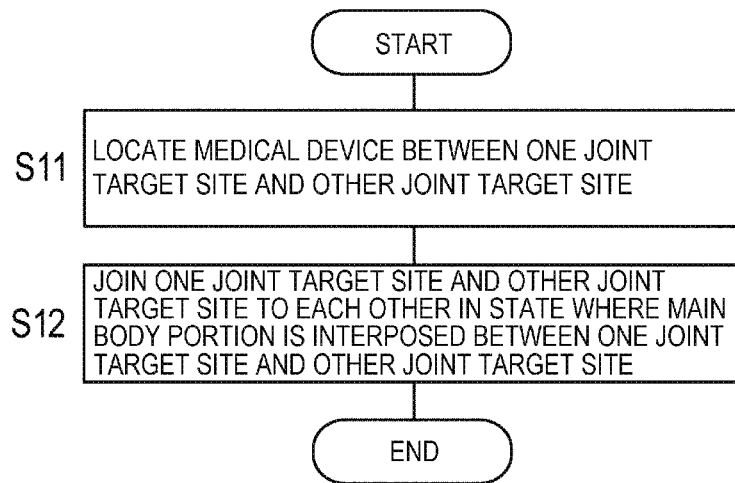 START
S11
LOCATE MEDICAL DEVICE BETWEEN ONE JOINT
TARGET SITE AND OTHER JOINT TARGET SITE
S12
JOIN ONE JOINT TARGET SITE AND OTHER JOINT
TARGET SITE TO EACH OTHER IN STATE WHERE MAIN
BODY PORTION IS INTERPOSED BETWEEN ONE JOINT
TARGET SITE AND OTHER JOINT TARGET SITE
END